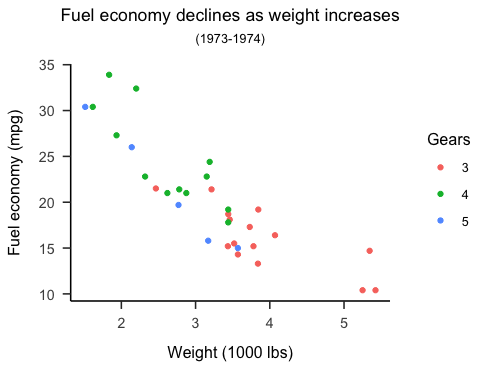 Fuel economy declines as weight increases
(1973-1974)
Fuel economy (mpg)
35
30
25
20
15
10
2 3 4 5
Weight (1000 lbs)
Gears
3
4
5